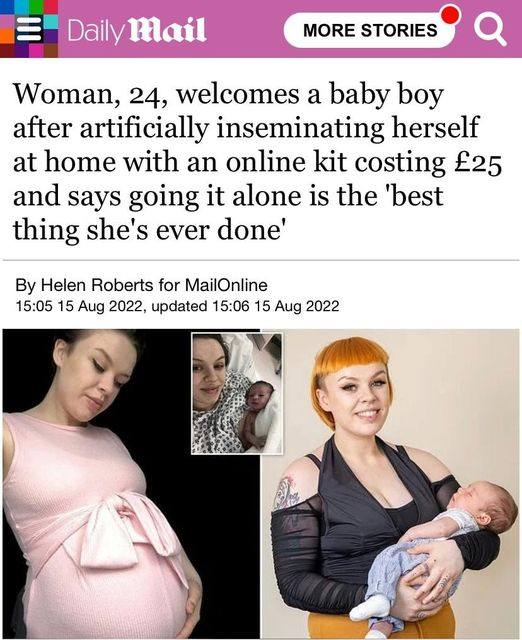 Daily Mail
MORE STORIES
Woman, 24, welcomes a baby boy
after artificially inseminating herself
at home with an online kit costing £25
and says going it alone is the 'best
thing she's ever done'
By Helen Roberts for MailOnline
15:05 15 Aug 2022, updated 15:06 15 Aug 2022